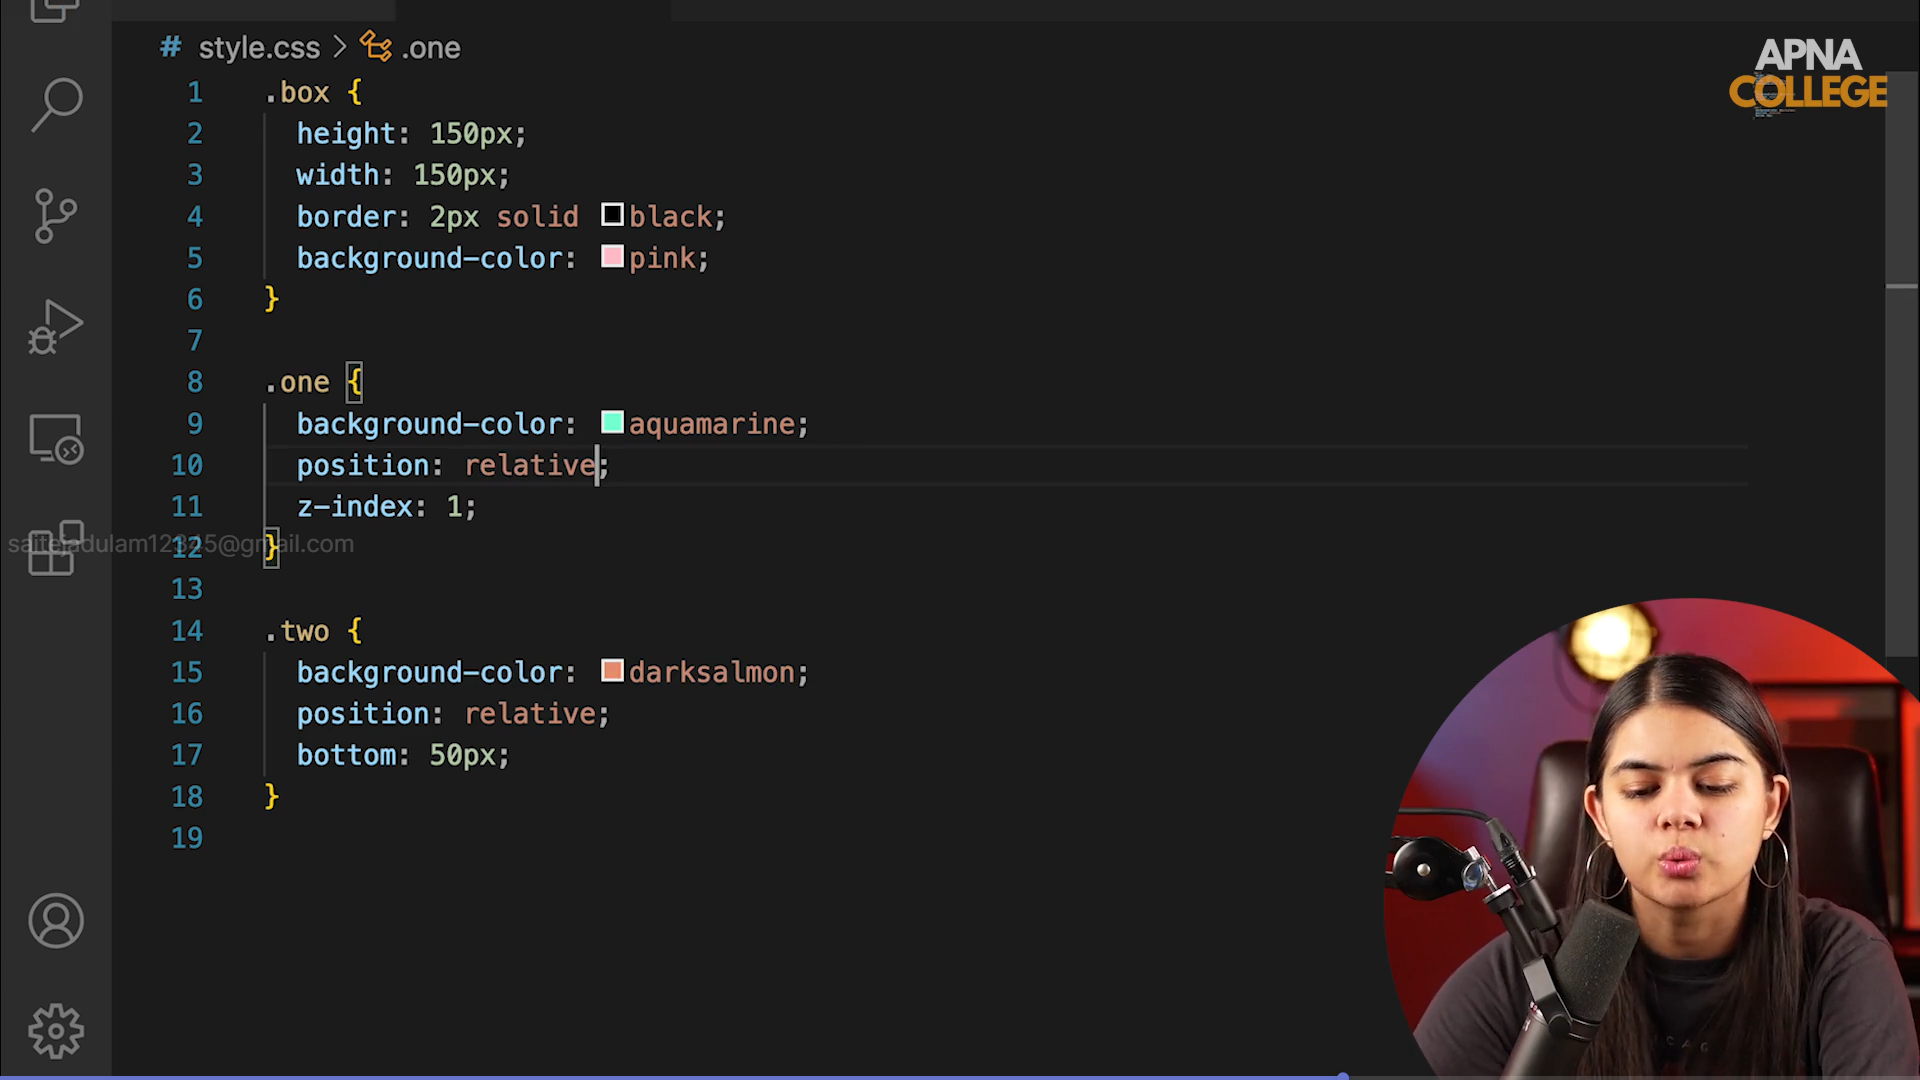 # style.css > .one
APNA
COLLEGE
1 .box {
2 height: 150px;
3 width: 150px;
4 border: 2px solid black;
5 background-color: pink;
6 }
7
8 .one {
9 background-color: aquamarine;
10 position: relative;
11 z-index: 1;
12 }
saitejadulam12345@gmail.com
13
14 .two {
15 background-color: darksalmon;
16 position: relative;
17 bottom: 50px;
18 }
19